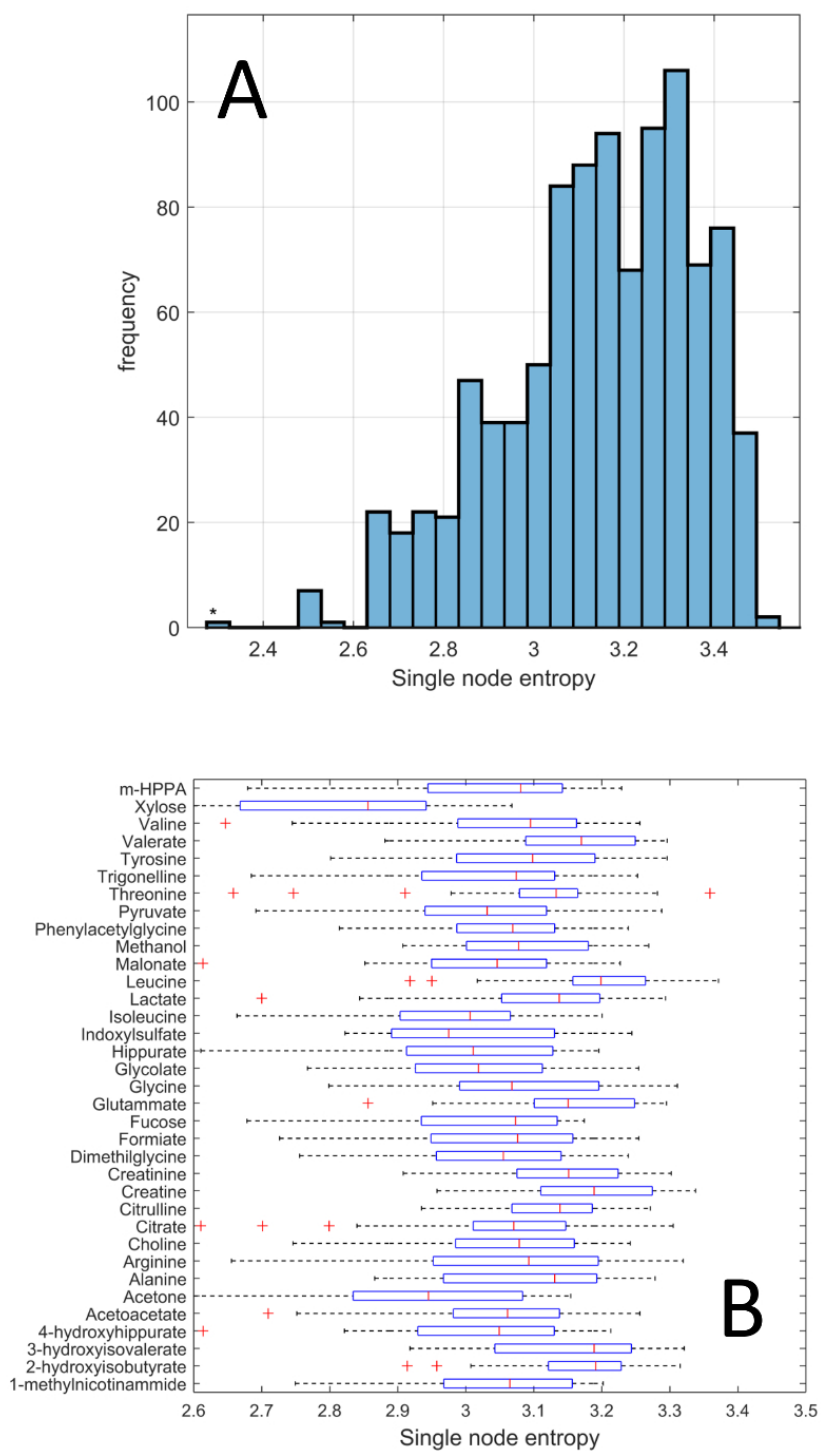 A
100
80
60
40
20
0
frequency
*
2.4 2.6 2.8 3 3.2 3.4
Single node entropy
m-HPPA
Xylose
Valine
Valerate
Tyrosine
Trigonelline
Threonine
Pyruvate
Phenylacetylglycine
Methanol
Malonate
Leucine
Lactate
Isoleucine
Indoxylsulfate
Hippurate
Glycolate
Glycine
Glutammate
Fucose
Formiate
Dimethilglycine
Creatinine
Creatine
Citrulline
Citrate
Choline
Arginine
Alanine
Acetone
Acetoacetate
4-hydroxyhippurate
3-hydroxyisovalerate
2-hydroxyisobutyrate
1-methylnicotinammide
B
2.6 2.7 2.8 2.9 3 3.1 3.2 3.3 3.4 3.5
Single node entropy